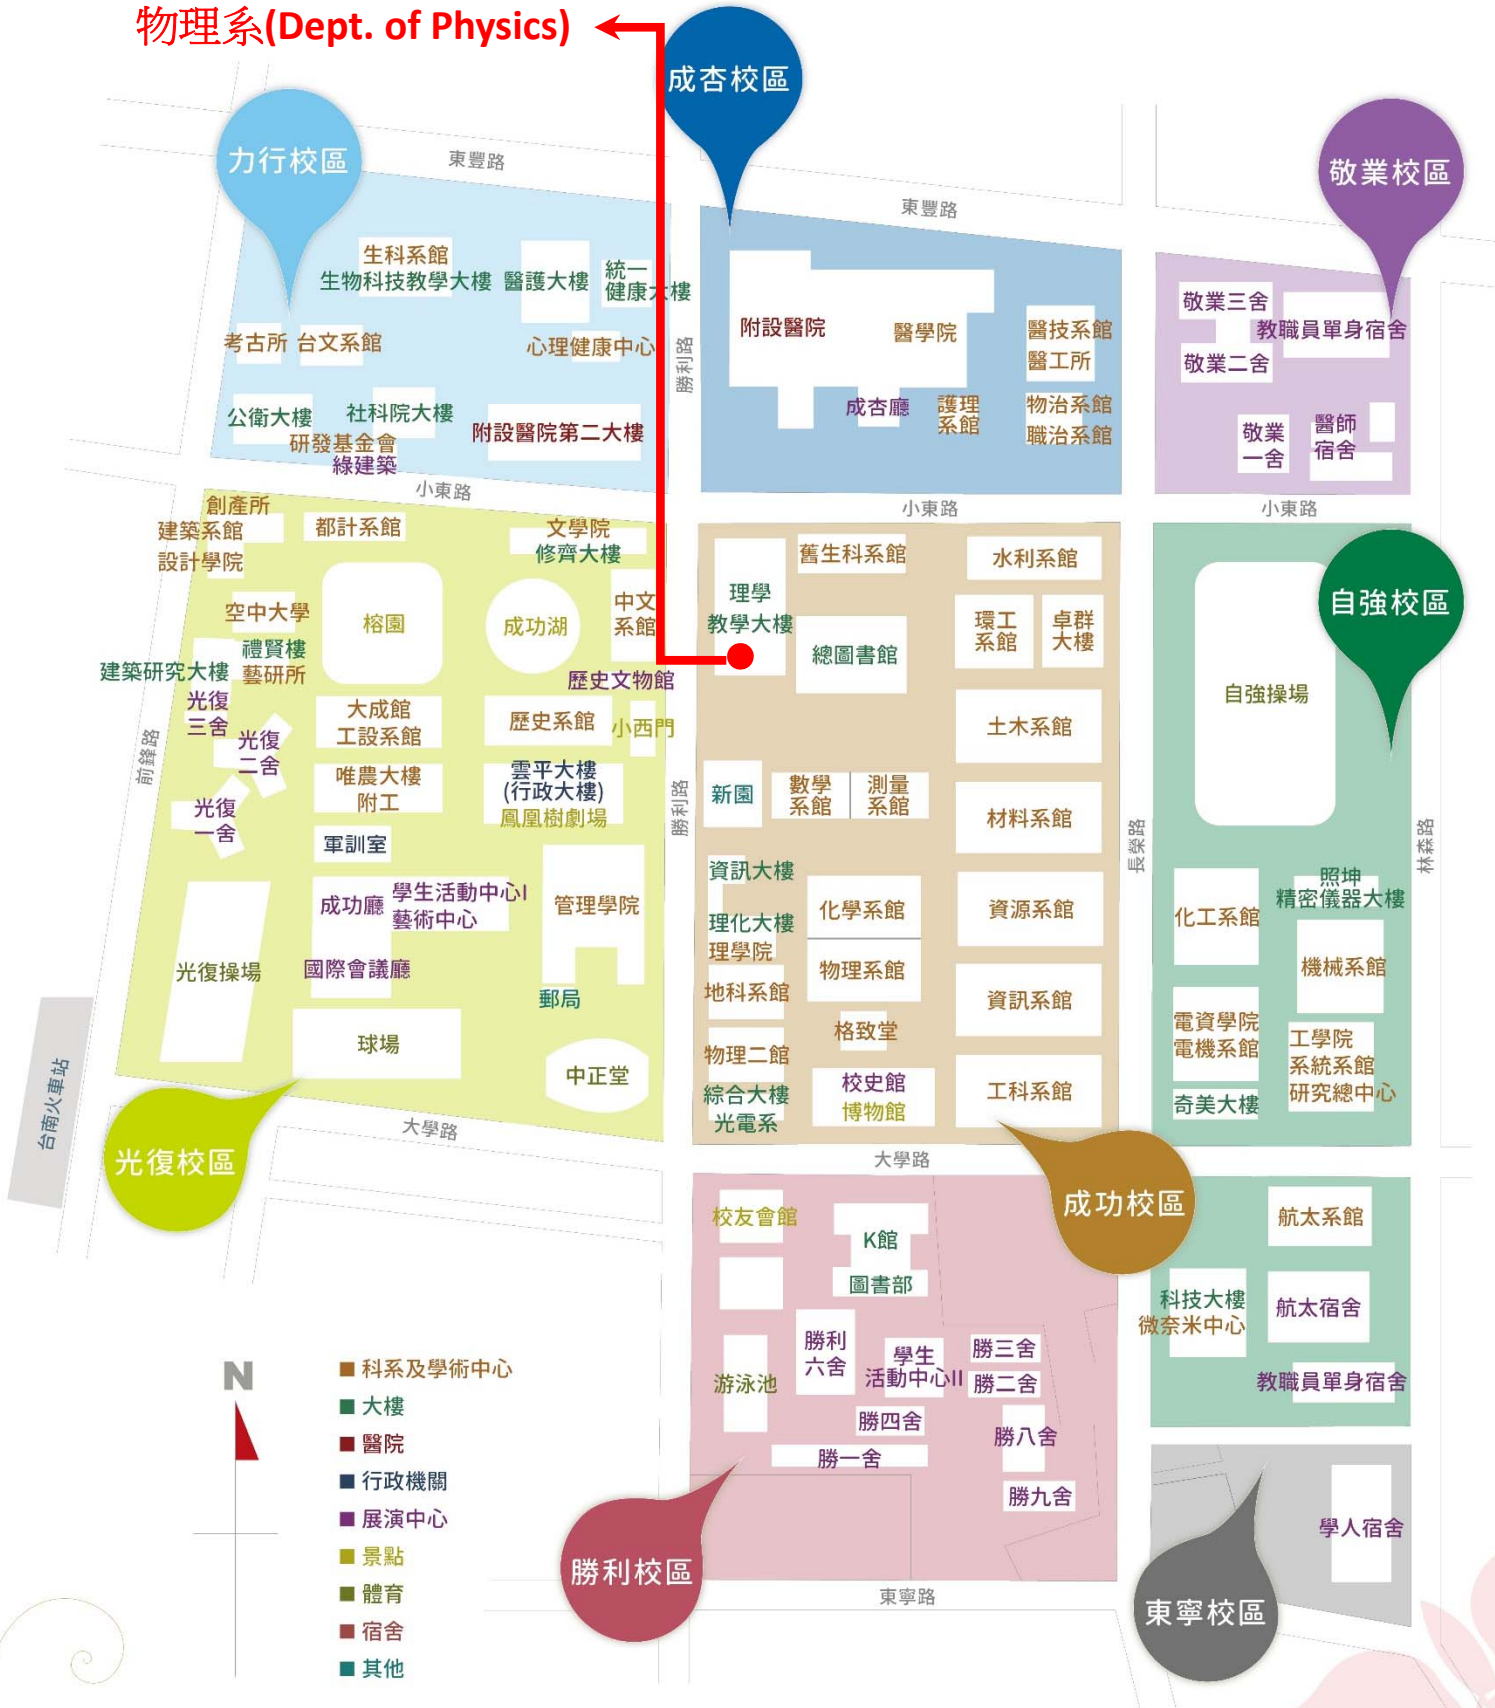 物理系(Dept. of Physics)
成杏校區
力行校區
敬業校區
東豐路
東豐路
生科系館
生物科技教學大樓
醫護大樓
統一
健康大樓
考古所
台文系館
心理健康中心
公衛大樓
社科院大樓
研發基金會
綠建築
附設醫院第二大樓
勝利路
附設醫院
醫學院
醫技系館
醫工所
成杏廳
護理
系館
物治系館
職治系館
敬業三舍
教職員單身宿舍
敬業二舍
敬業
一舍
醫師
宿舍
小東路
小東路
小東路
創產所
建築系館
設計學院
都計系館
文學院
修齊大樓
空中大學
榕園
成功湖
中文
系館
建築研究大樓
禮賢樓
藝研所
歷史文物館
光復
三舍
光復
二舍
光復
一舍
大成館
工設系館
歷史系館
小西門
前鋒路
唯農大樓
附工
雲平大樓
(行政大樓)
鳳凰樹劇場
軍訓室
成功廳
學生活動中心I
藝術中心
管理學院
光復操場
國際會議廳
郵局
球場
中正堂
台南火車站
光復校區
大學路
理學
教學大樓
舊生科系館
水利系館
總圖書館
環工
系館
卓群
大樓
土木系館
勝利路
新園
數學
系館
測量
系館
材料系館
資訊大樓
化學系館
資源系館
理化大樓
理學院
物理系館
地科系館
資訊系館
格致堂
物理二館
校史館
博物館
工科系館
綜合大樓
光電系
長榮路
大學路
成功校區
自強校區
自強操場
林森路
照坤
精密儀器大樓
化工系館
機械系館
電資學院
電機系館
工學院
系統系館
研究總中心
奇美大樓
校友會館
K館
圖書部
勝利
六舍
學生
活動中心II
勝三舍
勝二舍
游泳池
勝四舍
勝八舍
勝一舍
勝九舍
勝利校區
東寧路
航太系館
科技大樓
微奈米中心
航太宿舍
教職員單身宿舍
學人宿舍
東寧校區
N
科系及學術中心
大樓
醫院
行政機關
展演中心
景點
體育
宿舍
其他